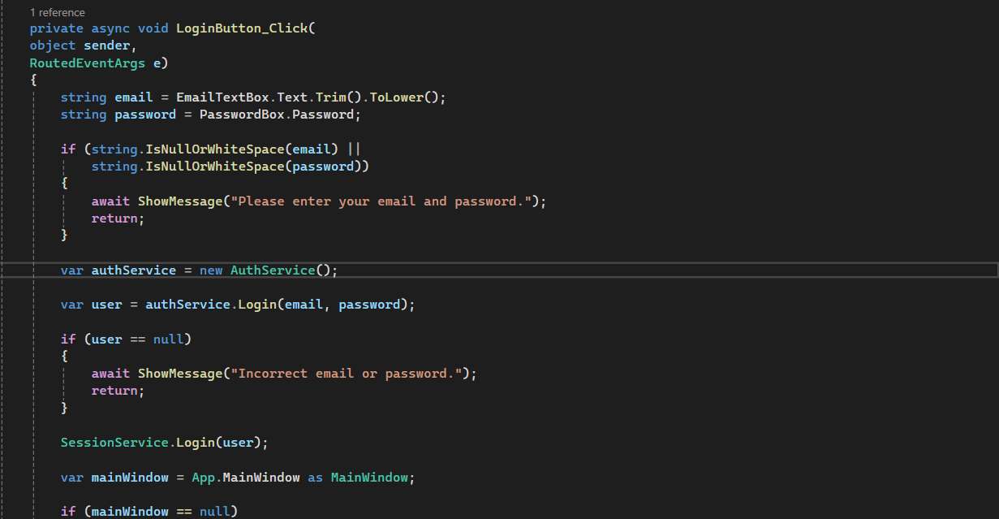 1 reference
private async void LoginButton_Click(
object sender,
RoutedEventArgs e)
{
string email = EmailTextBox.Text.Trim().ToLower();
string password = PasswordBox.Password;
if (string.IsNullOrWhiteSpace(email) ||
string.IsNullOrWhiteSpace(password))
{
await ShowMessage("Please enter your email and password.");
return;
}
var authService = new AuthService();
var user = authService.Login(email, password);
if (user == null)
{
await ShowMessage("Incorrect email or password.");
return;
}
SessionService.Login(user);
var mainWindow = App.MainWindow as MainWindow;
if (mainWindow == null)